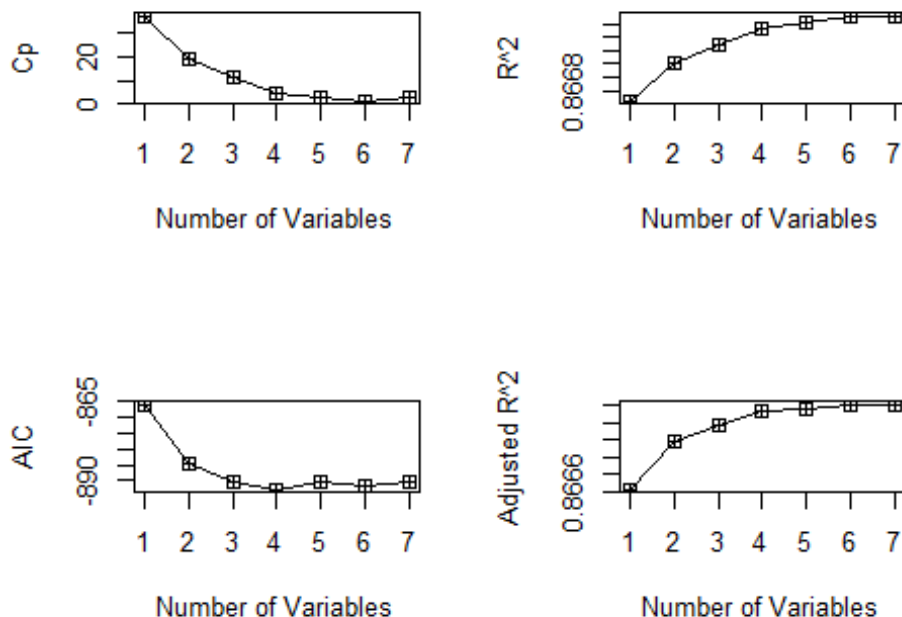 Cp
20
0
1 2 3 4 5 6 7
Number of Variables
R^2
0.8668
1 2 3 4 5 6 7
Number of Variables
AIC
-865
-890
1 2 3 4 5 6 7
Number of Variables
Adjusted R^2
0.8666
1 2 3 4 5 6 7
Number of Variables